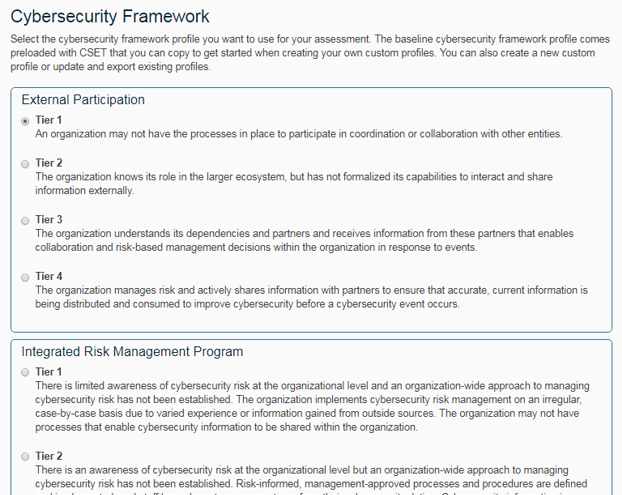 Cybersecurity Framework
Select the cybersecurity framework profile you want to use for your assessment. The baseline cybersecurity framework profile comes
preloaded with CSET that you can copy to get started when creating your own custom profiles. You can also create a new custom
profile or update and export existing profiles.
External Participation
Tier 1
An organization may not have the processes in place to participate in coordination or collaboration with other entities.
Tier 2
The organization knows its role in the larger ecosystem, but has not formalized its capabilities to interact and share
information externally.
Tier 3
The organization understands its dependencies and partners and receives information from these partners that enables
collaboration and risk-based management decisions within the organization in response to events.
Tier 4
The organization manages risk and actively shares information with partners to ensure that accurate, current information is
being distributed and consumed to improve cybersecurity before a cybersecurity event occurs.
Integrated Risk Management Program
Tier 1
There is limited awareness of cybersecurity risk at the organizational level and an organization-wide approach to managing
cybersecurity risk has not been established. The organization implements cybersecurity risk management on an irregular,
case-by-case basis due to varied experience or information gained from outside sources. The organization may not have
processes that enable cybersecurity information to be shared within the organization.
Tier 2
There is an awareness of cybersecurity risk at the organizational level but an organization-wide approach to managing
cybersecurity risk has not been established. Risk-informed, management-approved processes and procedures are defined